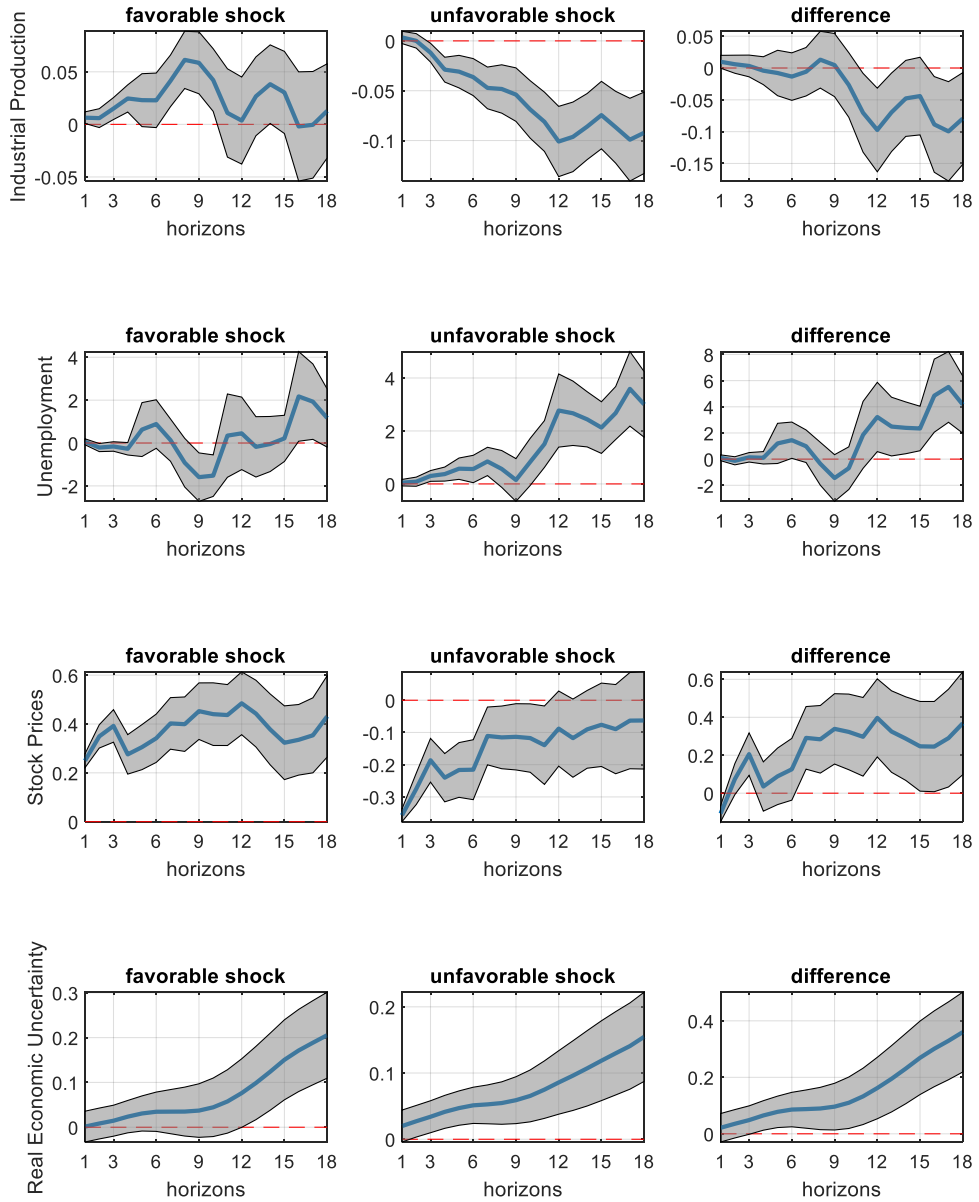 favorable shock unfavorable shock difference
Industrial Production
0.05
0
-0.05
1 3 6 9 12 15 18
horizons
0
-0.05
-0.1
1 3 6 9 12 15 18
horizons
0.05
0
-0.05
-0.1
-0.15
1 3 6 9 12 15 18
horizons
favorable shock unfavorable shock difference
Unemployment
4
2
0
-2
1 3 6 9 12 15 18
horizons
4
2
0
1 3 6 9 12 15 18
horizons
8
6
4
2
0
-2
1 3 6 9 12 15 18
horizons
favorable shock unfavorable shock difference
Stock Prices
0.6
0.4
0.2
0
1 3 6 9 12 15 18
horizons
0
-0.1
-0.2
-0.3
1 3 6 9 12 15 18
horizons
0.6
0.4
0.2
0
1 3 6 9 12 15 18
horizons
favorable shock unfavorable shock difference
Real Economic Uncertainty
0.3
0.2
0.1
0
1 3 6 9 12 15 18
horizons
0.2
0.1
0
1 3 6 9 12 15 18
horizons
0.4
0.2
0
1 3 6 9 12 15 18
horizons